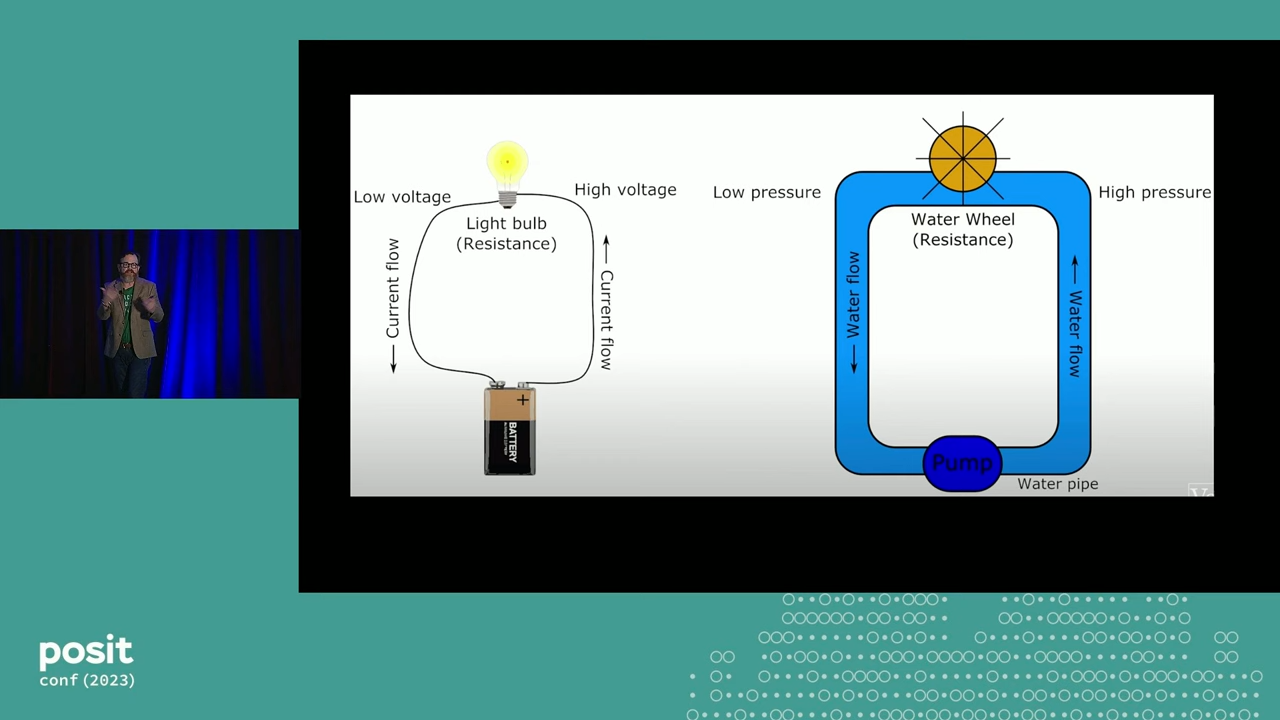 Low voltage
High voltage
Light bulb
(Resistance)
Current flow
Current flow
+
BATTERY
Low pressure
High pressure
Water Wheel
(Resistance)
Water flow
Water flow
Pump
Water pipe
posit
conf(2023)